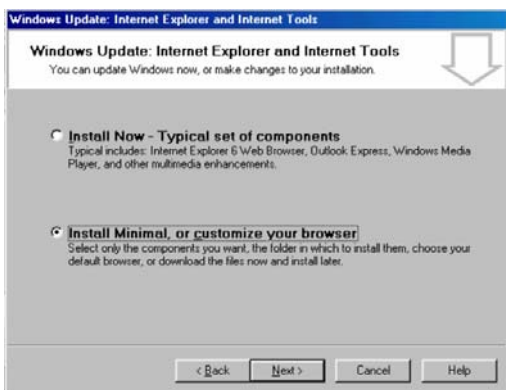 Windows Update: Internet Explorer and Internet Tools
Windows Update: Internet Explorer and Internet Tools
You can update Windows now, or make changes to your installation.
Install Now - Typical set of components
Typical includes: Internet Explorer 6 Web Browser, Outlook Express, Windows Media
Player, and other multimedia enhancements.
Install Minimal, or customize your browser
Select only the components you want, the folder in which to install them, choose your
default browser, or download the files now and install later.
< Back Next > Cancel Help